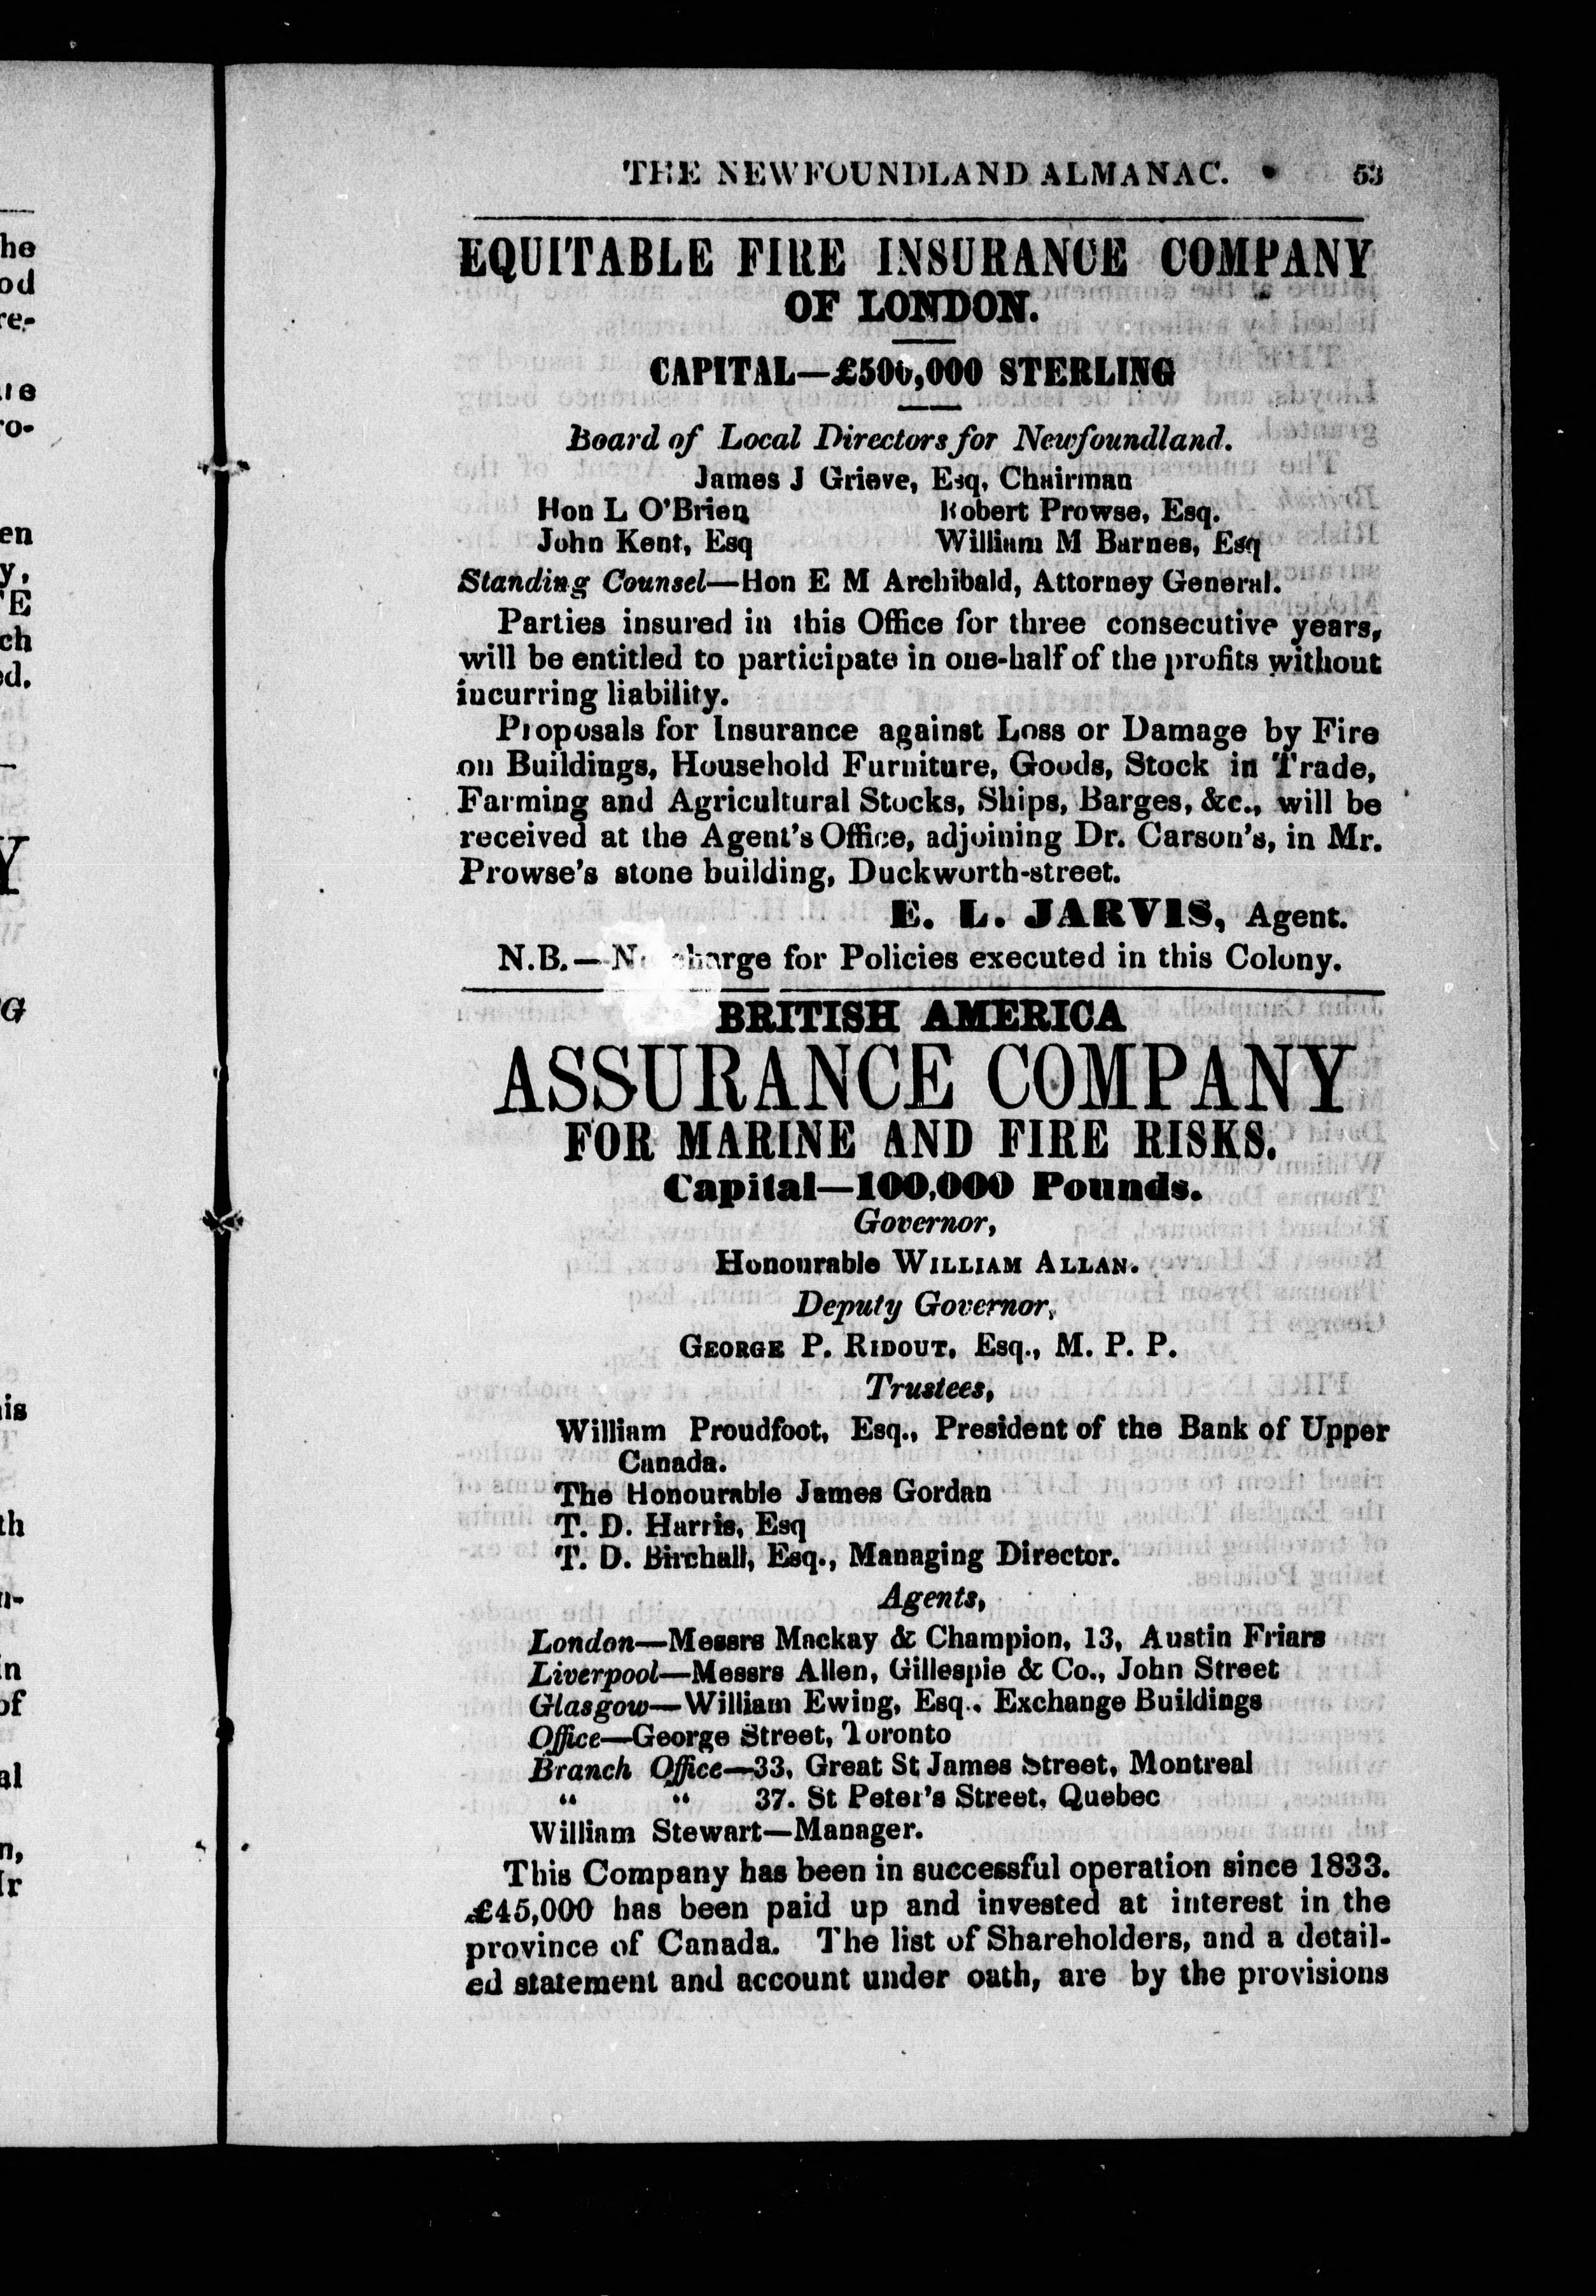 THE NEWFOUNDLAND ALMANAC. 53
EQUITABLE FIRE INSURANCE COMPANY
OF LONDON.
CAPITAL—£500,000 STERLING
Board of Local Directors for Newfoundland.
James J Grieve, Esq, Chairman
Hon L O'Brien Robert Prowse, Esq.
John Kent, Esq William M Barnes, Esq
Standing Counsel—Hon E M Archibald, Attorney General.
Parties insured in this Office for three consecutive years,
will be entitled to participate in one-half of the profits without
incurring liability.
Proposals for Insurance against Loss or Damage by Fire
on Buildings, Household Furniture, Goods, Stock in Trade,
Farming and Agricultural Stocks, Ships, Barges, &c., will be
received at the Agent's Office, adjoining Dr. Carson's, in Mr.
Prowse's stone building, Duckworth-street.
E. L. JARVIS, Agent.
N.B.—No charge for Policies executed in this Colony.
BRITISH AMERICA
ASSURANCE COMPANY
FOR MARINE AND FIRE RISKS.
Capital—100,000 Pounds.
Governor,
Honourable WILLIAM ALLAN.
Deputy Governor,
GEORGE P. RIDOUT, Esq., M. P. P.
Trustees,
William Proudfoot, Esq., President of the Bank of Upper
Canada.
The Honourable James Gordan
T. D. Harris, Esq
T. D. Birchall, Esq., Managing Director.
Agents,
London—Messrs Mackay & Champion, 13, Austin Friars
Liverpool—Messrs Allen, Gillespie & Co., John Street
Glasgow—William Ewing, Esq., Exchange Buildings
Office—George Street, Toronto
Branch Office—33, Great St James Street, Montreal
" " 37. St Peter's Street, Quebec
William Stewart—Manager.
This Company has been in successful operation since 1833.
£45,000 has been paid up and invested at interest in the
province of Canada. The list of Shareholders, and a detail-
ed statement and account under oath, are by the provisions